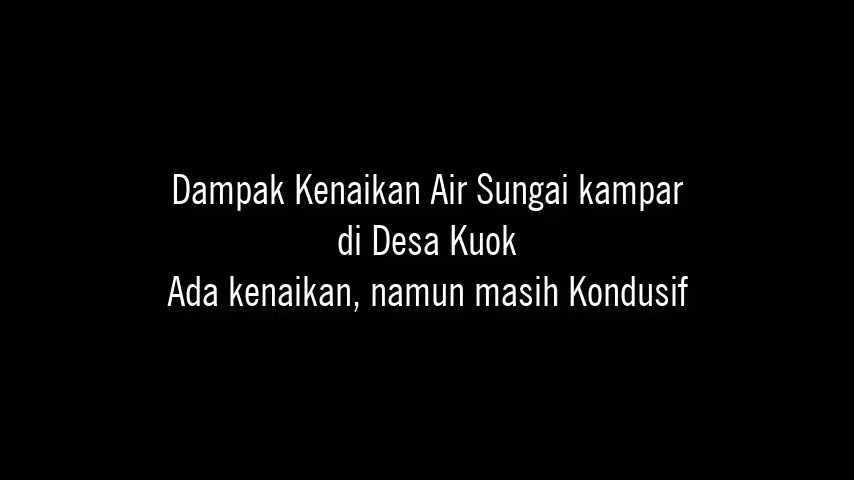 Dampak Kenaikan Air Sungai kampar
di Desa Kuok
Ada kenaikan, namun masih Kondusif